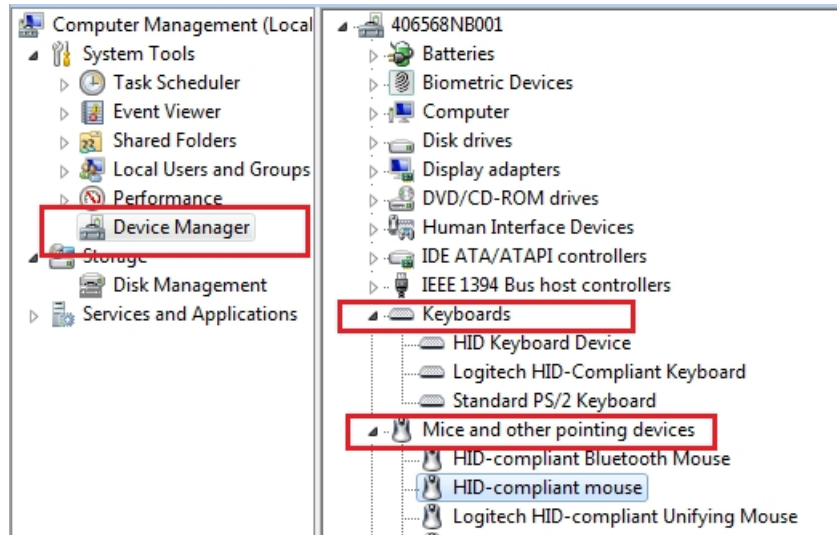 Computer Management (Local
System Tools
Task Scheduler
Event Viewer
Shared Folders
Local Users and Groups
Performance
Device Manager
Storage
Disk Management
Services and Applications
406568NB001
Batteries
Biometric Devices
Computer
Disk drives
Display adapters
DVD/CD-ROM drives
Human Interface Devices
IDE ATA/ATAPI controllers
IEEE 1394 Bus host controllers
Keyboards
HID Keyboard Device
Logitech HID-Compliant Keyboard
Standard PS/2 Keyboard
Mice and other pointing devices
HID-compliant Bluetooth Mouse
HID-compliant mouse
Logitech HID-compliant Unifying Mouse